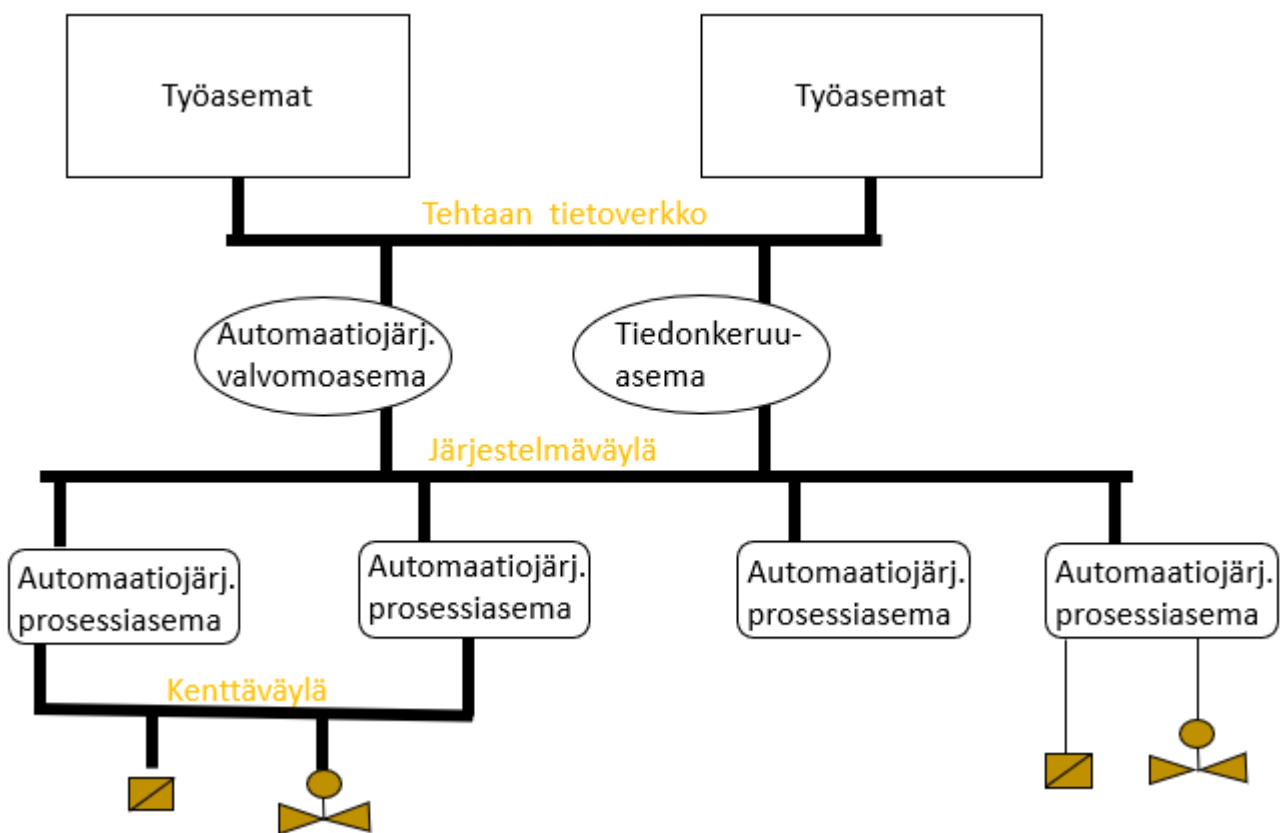 Työasemat
Työasemat
Tehtaan tietoverkko
Automaatiojärj.
valvomoasema
Tiedonkeruu-
asema
Järjestelmäväylä
Automaatiojärj.
prosessiasema
Automaatiojärj.
prosessiasema
Automaatiojärj.
prosessiasema
Automaatiojärj.
prosessiasema
Kenttäväylä